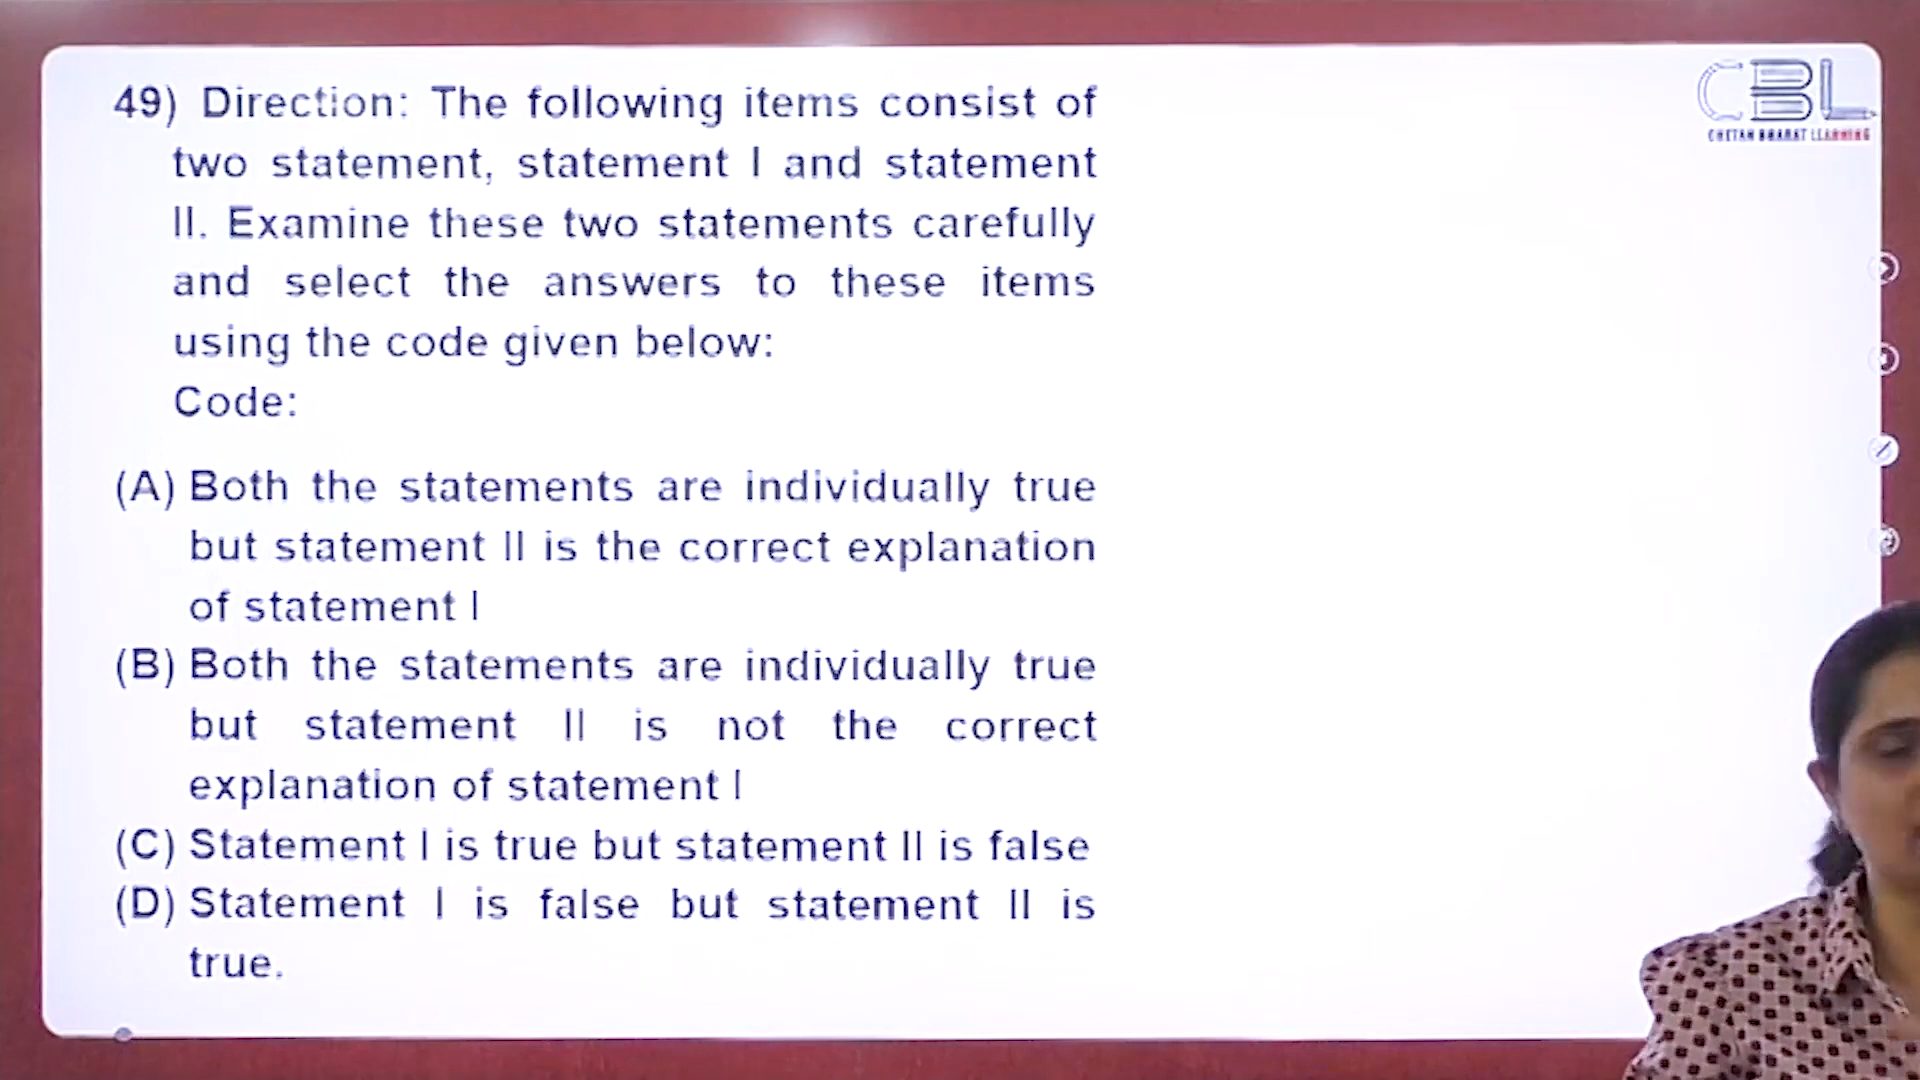 CBL
CHETAN BHARAT LEARNING
49) Direction: The following items consist of
two statement, statement I and statement
II. Examine these two statements carefully
and select the answers to these items
using the code given below:
Code:
(A) Both the statements are individually true
but statement II is the correct explanation
of statement I
(B) Both the statements are individually true
but statement II is not the correct
explanation of statement I
(C) Statement I is true but statement II is false
(D) Statement I is false but statement II is
true.